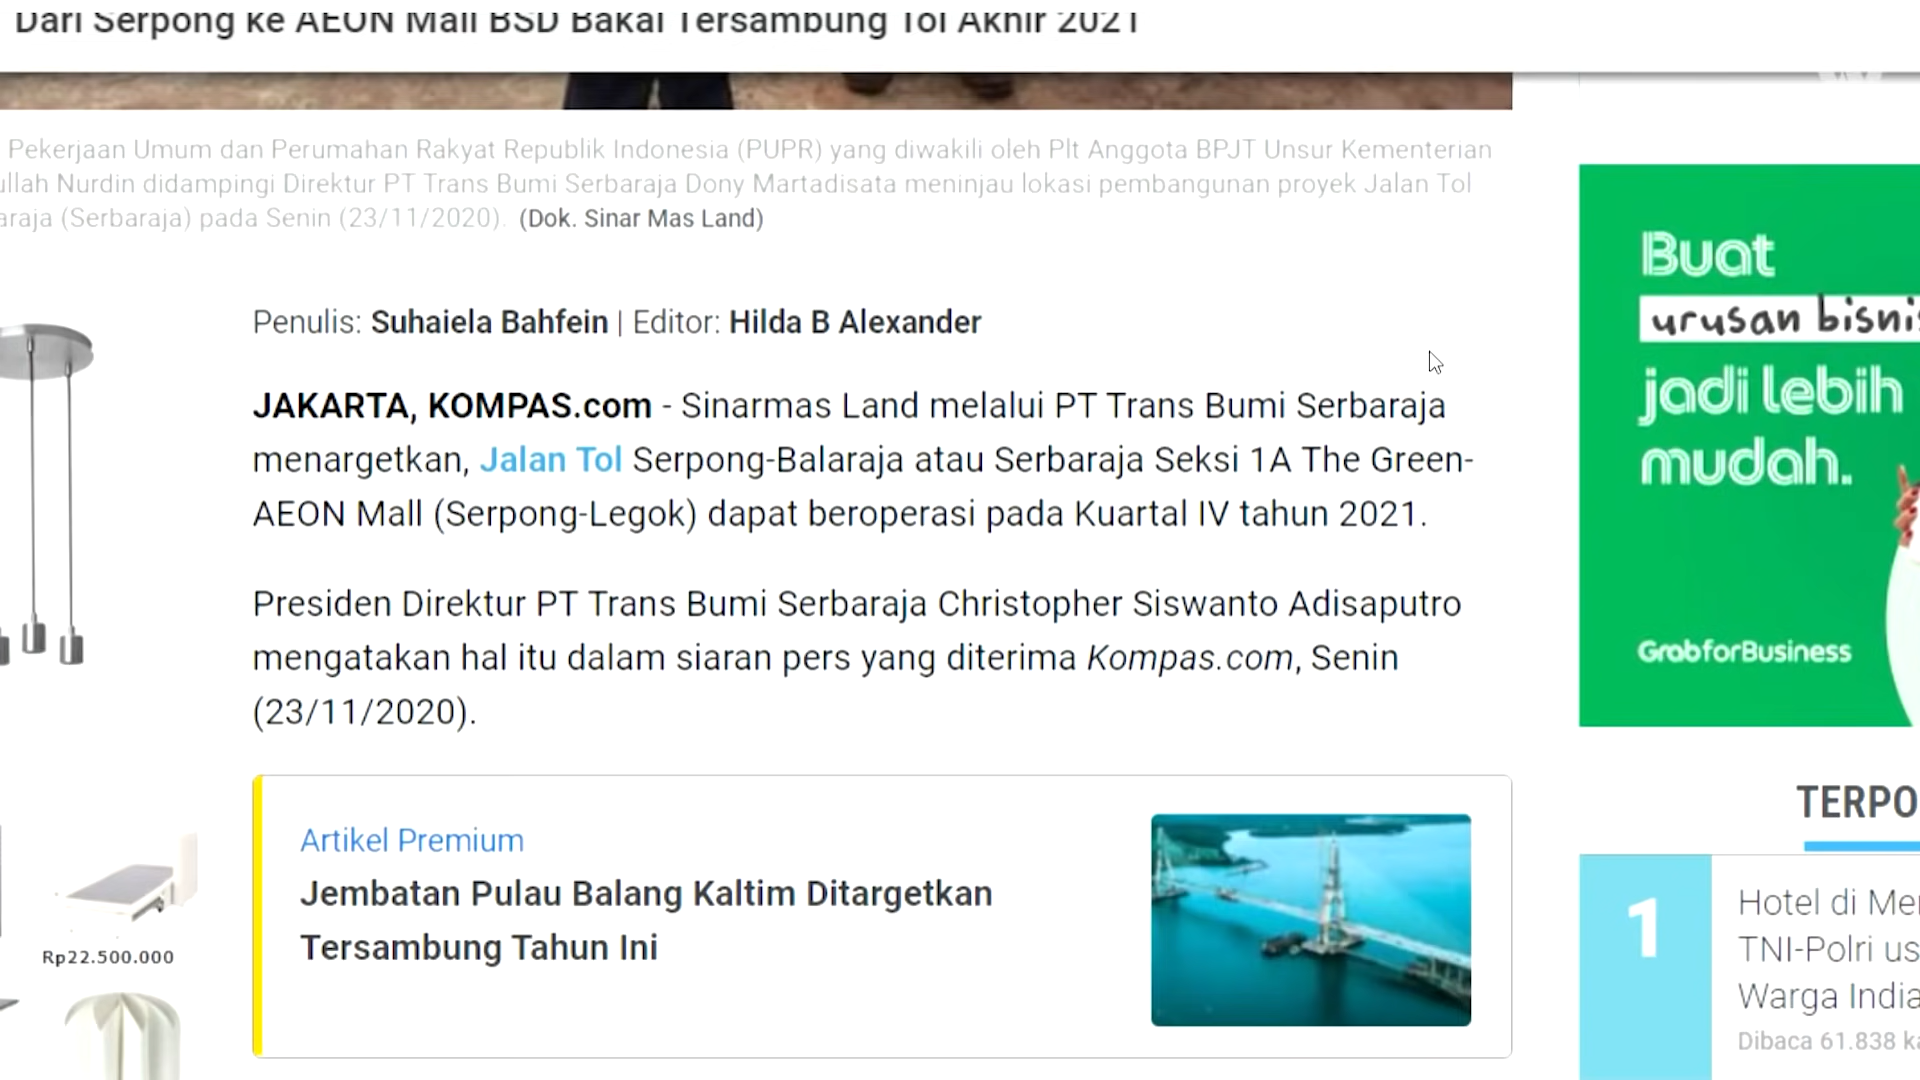 Dari Serpong ke AEON Mall BSD Bakal Tersambung Tol Akhir 2021
Pekerjaan Umum dan Perumahan Rakyat Republik Indonesia (PUPR) yang diwakili oleh Plt Anggota BPJT Unsur Kementerian
ullah Nurdin didampingi Direktur PT Trans Bumi Serbaraja Dony Martadisata meninjau lokasi pembangunan proyek Jalan Tol
araja (Serbaraja) pada Senin (23/11/2020). (Dok. Sinar Mas Land)
Penulis: Suhaiela Bahfein | Editor: Hilda B Alexander
JAKARTA, KOMPAS.com - Sinarmas Land melalui PT Trans Bumi Serbaraja
menargetkan, Jalan Tol Serpong-Balaraja atau Serbaraja Seksi 1A The Green-
AEON Mall (Serpong-Legok) dapat beroperasi pada Kuartal IV tahun 2021.
Presiden Direktur PT Trans Bumi Serbaraja Christopher Siswanto Adisaputro
mengatakan hal itu dalam siaran pers yang diterima Kompas.com, Senin
(23/11/2020).
Artikel Premium
Jembatan Pulau Balang Kaltim Ditargetkan
Tersambung Tahun Ini
Rp22.500.000
Buat
urusan bisnis
jadi lebih
mudah.
GrabforBusiness
TERPO
1
Hotel di Me
TNI-Polri us
Warga India
Dibaca 61.838 ka